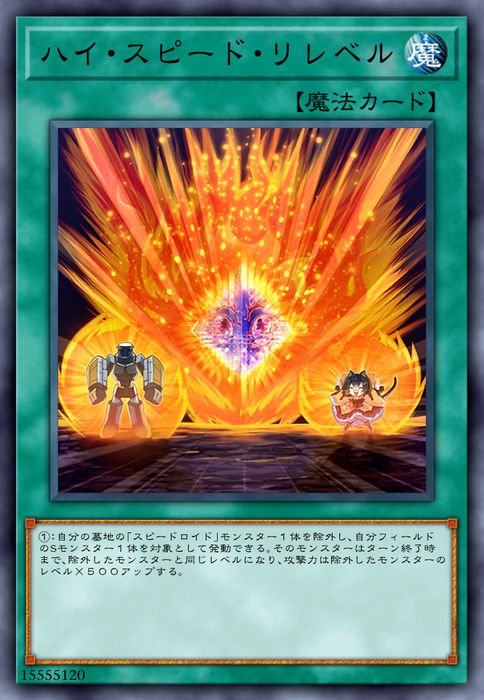 ハイ・スピード・リレベル
魔
【魔法カード】
①:自分の墓地の「スピードロイド」モンスター1体を除外し、自分フィールド
のSモンスター1体を対象として発動できる。そのモンスターはターン終了時
まで、除外したモンスターと同じレベルになり、攻撃力は除外したモンスターの
レベル×500アップする。
15555120